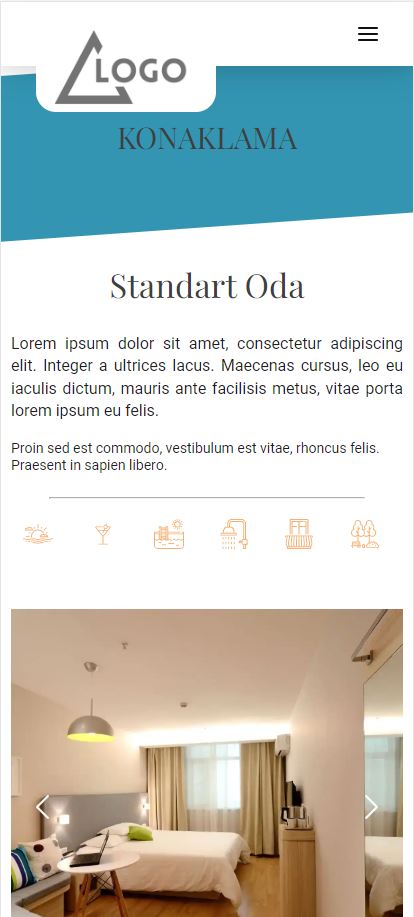 LOGO
KONAKLAMA
Standart Oda
Lorem ipsum dolor sit amet, consectetur adipiscing
elit. Integer a ultrices lacus. Maecenas cursus, leo eu
iaculis dictum, mauris ante facilisis metus, vitae porta
lorem ipsum eu felis.
Proin sed est commodo, vestibulum est vitae, rhoncus felis.
Praesent in sapien libero.